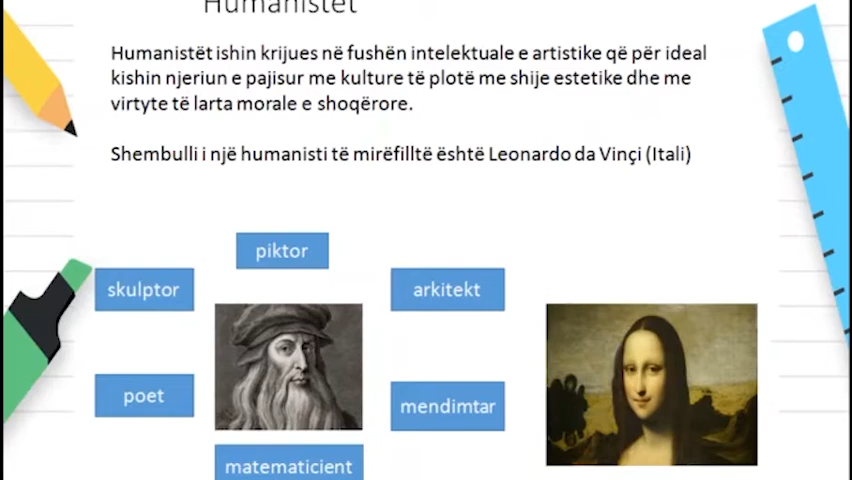 Humanistët
Humanistët ishin krijues në fushën intelektuale e artistike që për ideal
kishin njeriun e pajisur me kulture të plotë me shije estetike dhe me
virtyte të larta morale e shoqërore.
Shembulli i një humanisti të mirëfilltë është Leonardo da Vinçi (Itali)
piktor
skulptor
arkitekt
poet
mendimtar
matematicient